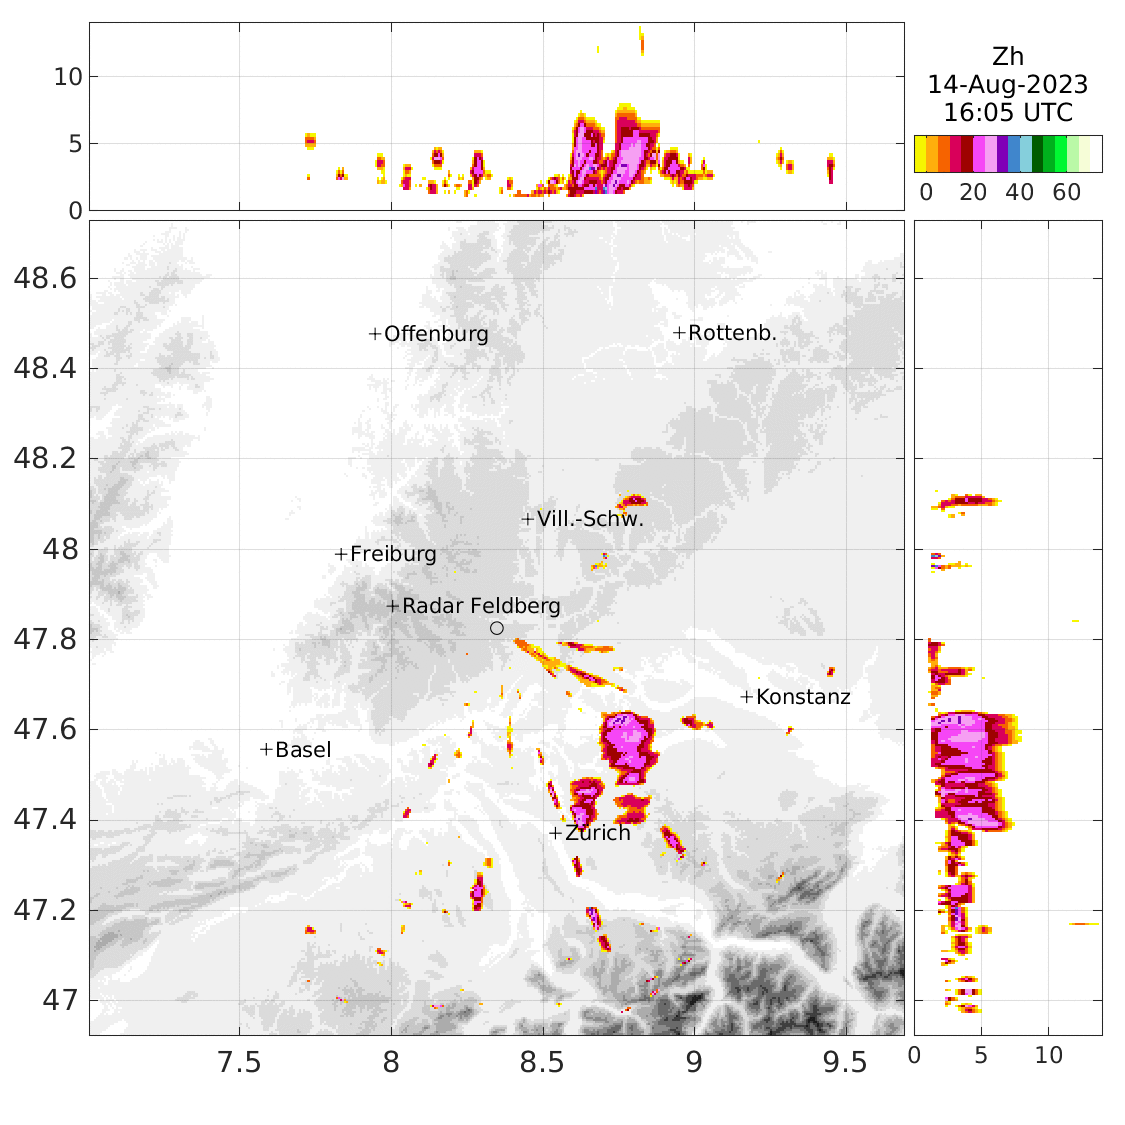 Zh
14-Aug-2023
16:05 UTC
0 20 40 60
10
5
0
48.6
48.4
48.2
48
47.8
47.6
47.4
47.2
47
+Offenburg
+Rottenb.
+Vill.-Schw.
+Freiburg
+Radar Feldberg
+Konstanz
+Basel
+Zurich
7.5 8 8.5 9 9.5
0 5 10